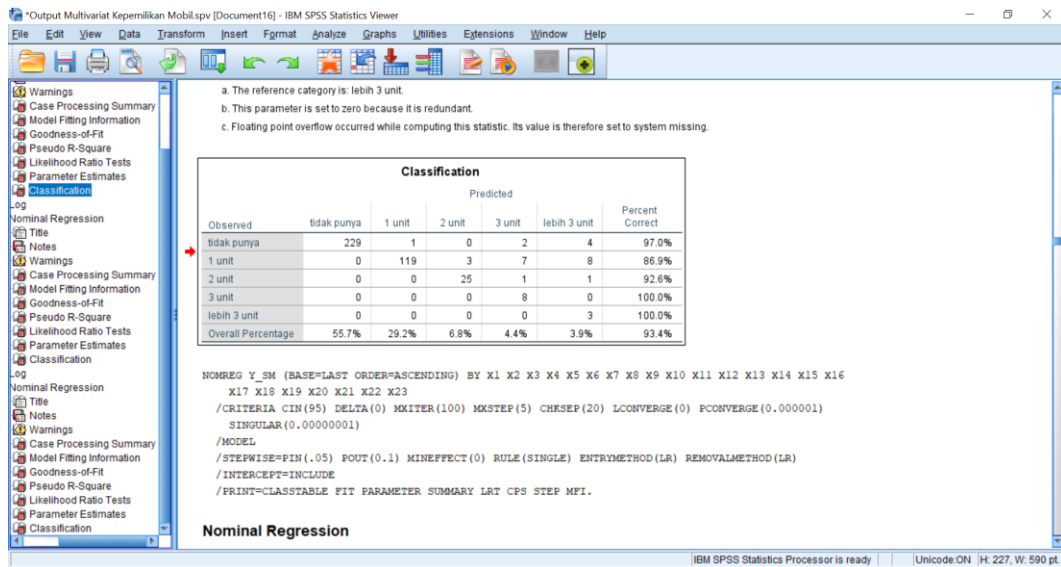 *Output Multivariat Kepemilikan Mobil.spv [Document16] - IBM SPSS Statistics Viewer
File Edit View Data Transform Insert Format Analyze Graphs Utilities Extensions Window Help
Warnings
Case Processing Summary
Model Fitting Information
Goodness-of-Fit
Pseudo R-Square
Likelihood Ratio Tests
Parameter Estimates
Classification
Log
Nominal Regression
Title
Notes
Warnings
Case Processing Summary
Model Fitting Information
Goodness-of-Fit
Pseudo R-Square
Likelihood Ratio Tests
Parameter Estimates
Classification
Log
Nominal Regression
Title
Notes
Warnings
Case Processing Summary
Model Fitting Information
Goodness-of-Fit
Pseudo R-Square
Likelihood Ratio Tests
Parameter Estimates
Classification
a. The reference category is: lebih 3 unit.
b. This parameter is set to zero because it is redundant.
c. Floating point overflow occurred while computing this statistic. Its value is therefore set to system missing.
Classification
Predicted
Observed tidak punya 1 unit 2 unit 3 unit lebih 3 unit Percent Correct
tidak punya 229 1 0 2 4 97.0%
1 unit 0 119 3 7 8 86.9%
2 unit 0 0 25 1 1 92.6%
3 unit 0 0 0 8 0 100.0%
lebih 3 unit 0 0 0 0 3 100.0%
Overall Percentage 55.7% 29.2% 6.8% 4.4% 3.9% 93.4%
NOMREG Y_SM (BASE=LAST ORDER=ASCENDING) BY X1 X2 X3 X4 X5 X6 X7 X8 X9 X10 X11 X12 X13 X14 X15 X16
X17 X18 X19 X20 X21 X22 X23
/CRITERIA CIN(95) DELTA(0) MXITER(100) MXSTEP(5) CHKSEP(20) LCONVERGE(0) PCONVERGE(0.000001)
SINGULAR(0.00000001)
/MODEL
/STEPWISE=PIN(.05) POUT(0.1) MINEFFECT(0) RULE(SINGLE) ENTRYMETHOD(LR) REMOVALMETHOD(LR)
/INTERCEPT=INCLUDE
/PRINT=CLASSTABLE FIT PARAMETER SUMMARY LRT CPS STEP MFI.
Nominal Regression
IBM SPSS Statistics Processor is ready Unicode:ON H: 227, W: 590 pt.